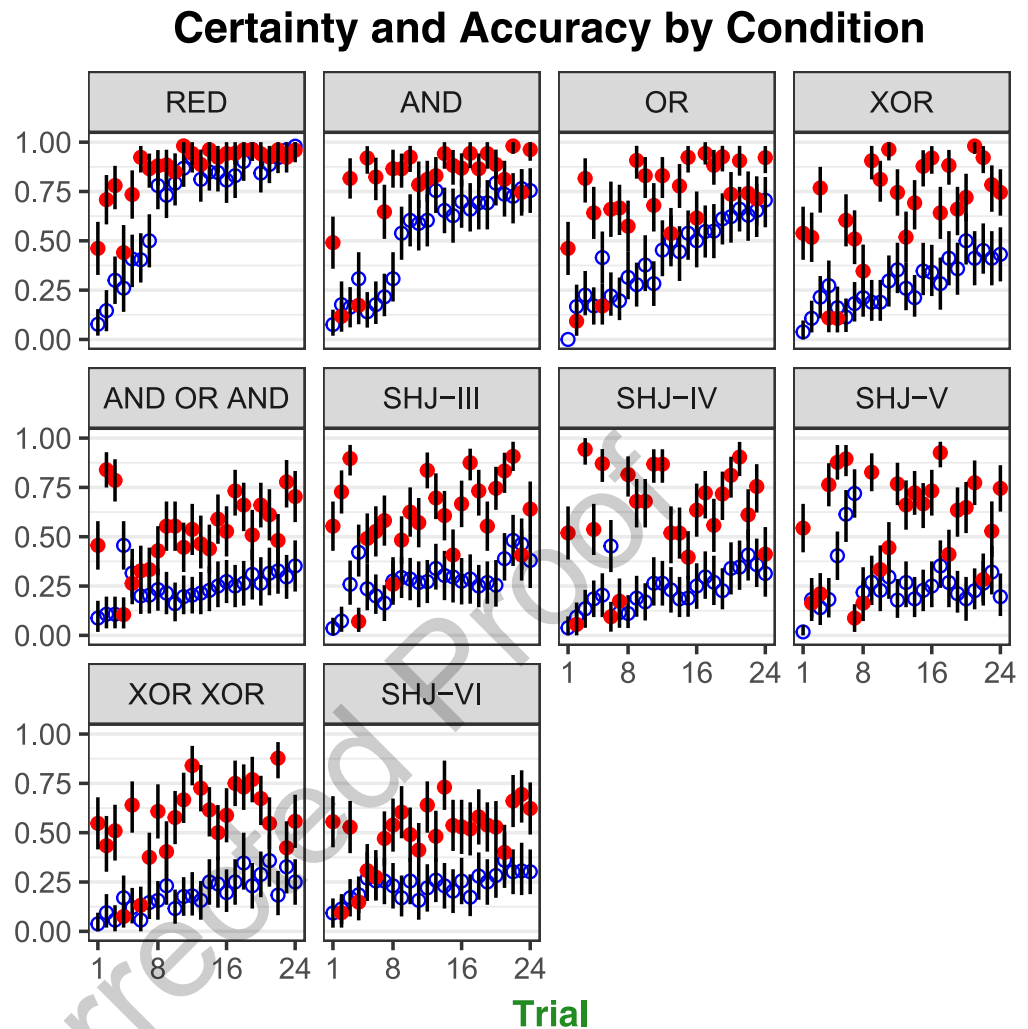 Certainty and Accuracy by Condition
RED AND OR XOR
1.00
0.75
0.50
0.25
0.00
AND OR AND SHJ−III SHJ−IV SHJ−V
1.00
0.75
0.50
0.25
0.00
1 8 16 24 1 8 16 24
XOR XOR SHJ−VI
1.00
0.75
0.50
0.25
0.00
1 8 16 24 1 8 16 24
Trial
rrected Proof